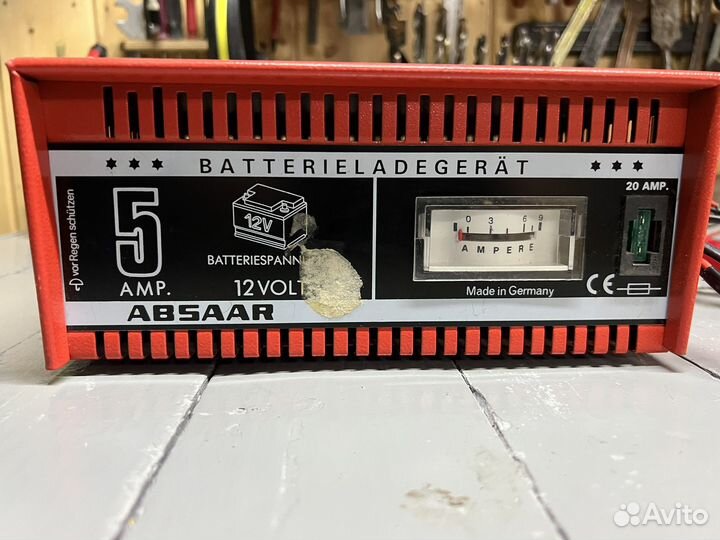 BATTERIELADEGERÄT
vor Regen schützen
5
AMP.
12V
12 VOLT
ABSAAR
0 3 6 9
AMPERE
Made in Germany
20 AMP.
CE
Avito